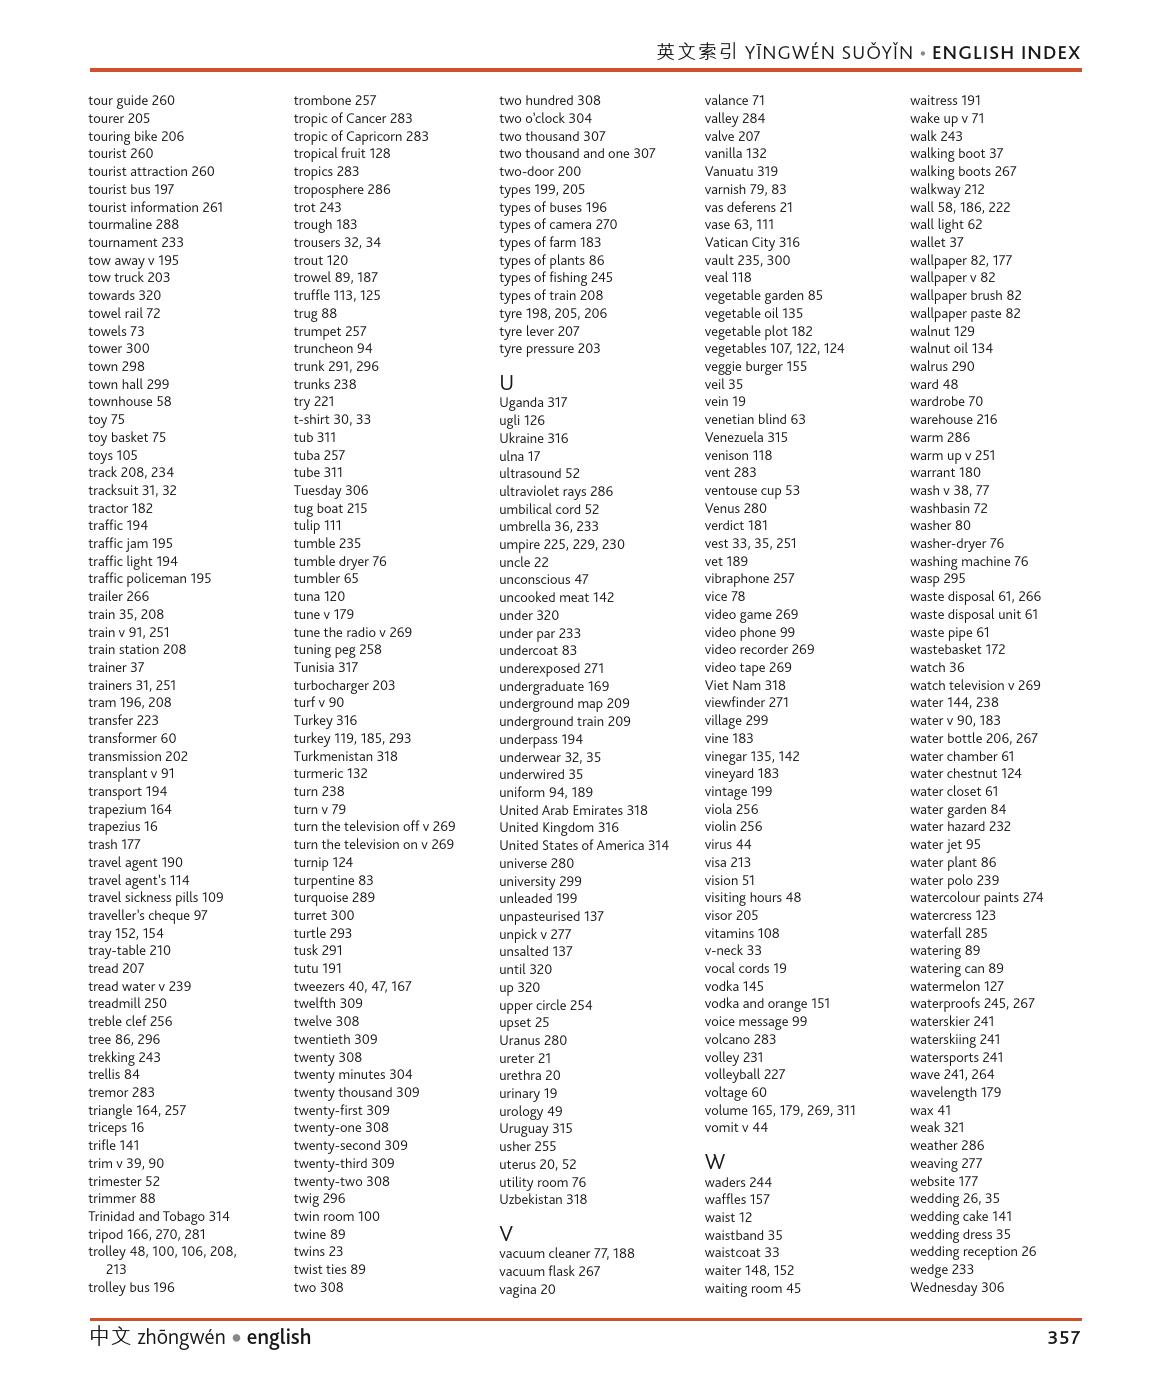 英文索引 YĪNGWÉN SUǑYǏN • ENGLISH INDEX
tour guide 260
tourer 205
touring bike 206
tourist 260
tourist attraction 260
tourist bus 197
tourist information 261
tourmaline 288
tournament 233
tow away v 195
tow truck 203
towards 320
towel rail 72
towels 73
tower 300
town 298
town hall 299
townhouse 58
toy 75
toy basket 75
toys 105
track 208, 234
tracksuit 31, 32
tractor 182
traffic 194
traffic jam 195
traffic light 194
traffic policeman 195
trailer 266
train 35, 208
train v 91, 251
train station 208
trainer 37
trainers 31, 251
tram 196, 208
transfer 223
transformer 60
transmission 202
transplant v 91
transport 194
trapezium 164
trapezius 16
trash 177
travel agent 190
travel agent's 114
travel sickness pills 109
traveller's cheque 97
tray 152, 154
tray-table 210
tread 207
tread water v 239
treadmill 250
treble clef 256
tree 86, 296
trekking 243
trellis 84
tremor 283
triangle 164, 257
triceps 16
trifle 141
trim v 39, 90
trimester 52
trimmer 88
Trinidad and Tobago 314
tripod 166, 270, 281
trolley 48, 100, 106, 208,
213
trolley bus 196
trombone 257
tropic of Cancer 283
tropic of Capricorn 283
tropical fruit 128
tropics 283
troposphere 286
trot 243
trough 183
trousers 32, 34
trout 120
trowel 89, 187
truffle 113, 125
trug 88
trumpet 257
truncheon 94
trunk 291, 296
trunks 238
try 221
t-shirt 30, 33
tub 311
tuba 257
tube 311
Tuesday 306
tug boat 215
tulip 111
tumble 235
tumble dryer 76
tumbler 65
tuna 120
tune v 179
tune the radio v 269
tuning peg 258
Tunisia 317
turbocharger 203
turf v 90
Turkey 316
turkey 119, 185, 293
Turkmenistan 318
turmeric 132
turn 238
turn v 79
turn the television off v 269
turn the television on v 269
turnip 124
turpentine 83
turquoise 289
turret 300
turtle 293
tusk 291
tutu 191
tweezers 40, 47, 167
twelfth 309
twelve 308
twentieth 309
twenty 308
twenty minutes 304
twenty thousand 309
twenty-first 309
twenty-one 308
twenty-second 309
twenty-third 309
twenty-two 308
twig 296
twin room 100
twine 89
twins 23
twist ties 89
two 308
two hundred 308
two o'clock 304
two thousand 307
two thousand and one 307
two-door 200
types 199, 205
types of buses 196
types of camera 270
types of farm 183
types of plants 86
types of fishing 245
types of train 208
tyre 198, 205, 206
tyre lever 207
tyre pressure 203
U
Uganda 317
ugli 126
Ukraine 316
ulna 17
ultrasound 52
ultraviolet rays 286
umbilical cord 52
umbrella 36, 233
umpire 225, 229, 230
uncle 22
unconscious 47
uncooked meat 142
under 320
under par 233
undercoat 83
underexposed 271
undergraduate 169
underground map 209
underground train 209
underpass 194
underwear 32, 35
underwired 35
uniform 94, 189
United Arab Emirates 318
United Kingdom 316
United States of America 314
universe 280
university 299
unleaded 199
unpasteurised 137
unpick v 277
unsalted 137
until 320
up 320
upper circle 254
upset 25
Uranus 280
ureter 21
urethra 20
urinary 19
urology 49
Uruguay 315
usher 255
uterus 20, 52
utility room 76
Uzbekistan 318
V
vacuum cleaner 77, 188
vacuum flask 267
vagina 20
valance 71
valley 284
valve 207
vanilla 132
Vanuatu 319
varnish 79, 83
vas deferens 21
vase 63, 111
Vatican City 316
vault 235, 300
veal 118
vegetable garden 85
vegetable oil 135
vegetable plot 182
vegetables 107, 122, 124
veggie burger 155
veil 35
vein 19
venetian blind 63
Venezuela 315
venison 118
vent 283
ventouse cup 53
Venus 280
verdict 181
vest 33, 35, 251
vet 189
vibraphone 257
vice 78
video game 269
video phone 99
video recorder 269
video tape 269
Viet Nam 318
viewfinder 271
village 299
vine 183
vinegar 135, 142
vineyard 183
vintage 199
viola 256
violin 256
virus 44
visa 213
vision 51
visiting hours 48
visor 205
vitamins 108
v-neck 33
vocal cords 19
vodka 145
vodka and orange 151
voice message 99
volcano 283
volley 231
volleyball 227
voltage 60
volume 165, 179, 269, 311
vomit v 44
W
waders 244
waffles 157
waist 12
waistband 35
waistcoat 33
waiter 148, 152
waiting room 45
waitress 191
wake up v 71
walk 243
walking boot 37
walking boots 267
walkway 212
wall 58, 186, 222
wall light 62
wallet 37
wallpaper 82, 177
wallpaper v 82
wallpaper brush 82
wallpaper paste 82
walnut 129
walnut oil 134
walrus 290
ward 48
wardrobe 70
warehouse 216
warm 286
warm up v 251
warrant 180
wash v 38, 77
washbasin 72
washer 80
washer-dryer 76
washing machine 76
wasp 295
waste disposal 61, 266
waste disposal unit 61
waste pipe 61
wastebasket 172
watch 36
watch television v 269
water 144, 238
water v 90, 183
water bottle 206, 267
water chamber 61
water chestnut 124
water closet 61
water garden 84
water hazard 232
water jet 95
water plant 86
water polo 239
watercolour paints 274
watercress 123
waterfall 285
watering 89
watering can 89
watermelon 127
waterproofs 245, 267
waterskier 241
waterskiing 241
watersports 241
wave 241, 264
wavelength 179
wax 41
weak 321
weather 286
weaving 277
website 177
wedding 26, 35
wedding cake 141
wedding dress 35
wedding reception 26
wedge 233
Wednesday 306
中文 zhōngwén • english
357